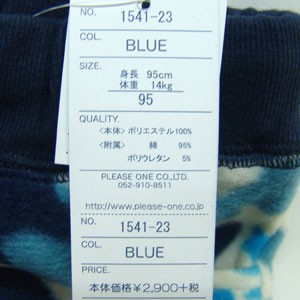 NO. 1541-23
COL. BLUE
SIZE.
身長 95cm
体重 14kg
95
QUALITY.
<本体> ポリエステル100%
<附属> 綿 95%
ポリウレタン 5%
PLEASE ONE CO.,LTD.
052-910-8511
http://www.please-one.co.jp
NO. 1541-23
COL. BLUE
PRICE.
本体価格¥2,900+税